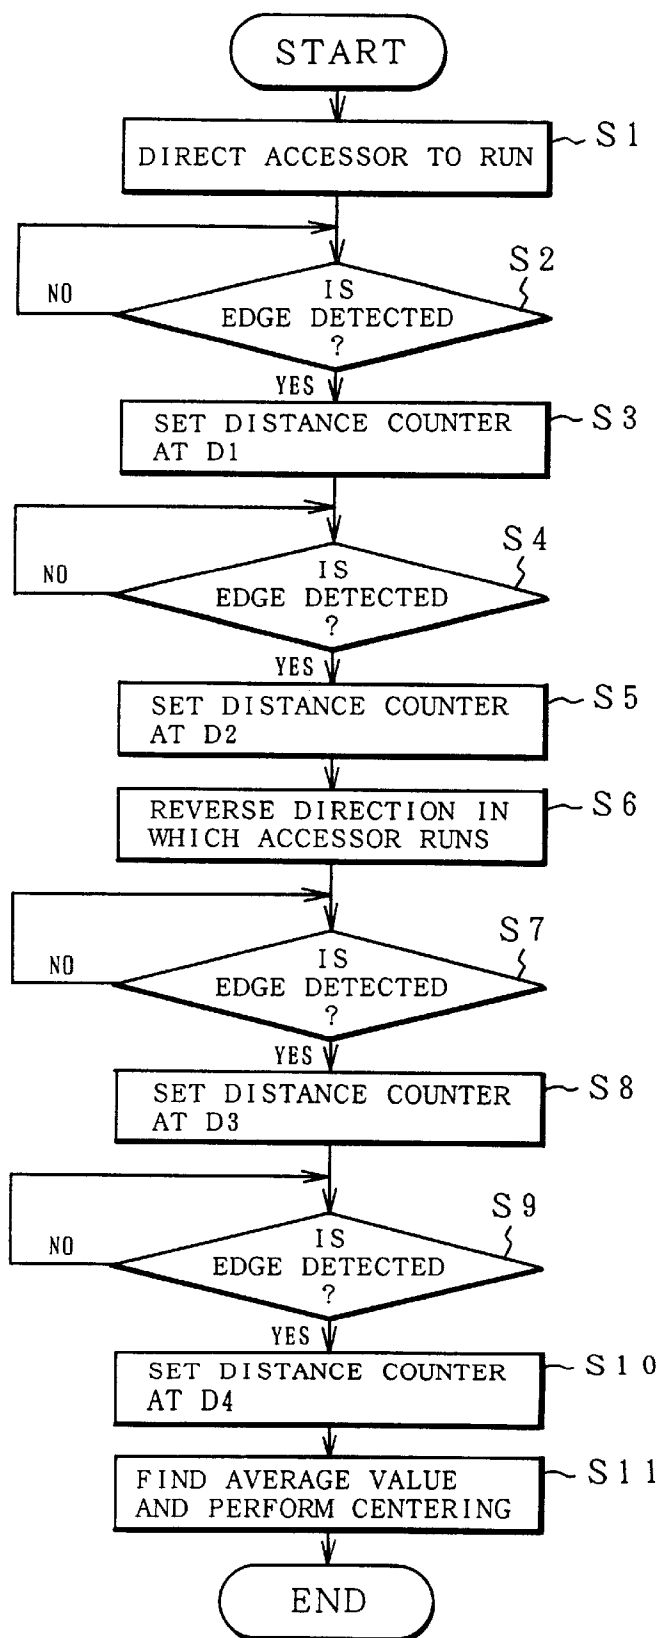 START
DIRECT ACCESSOR TO RUN
S1
S2
IS
EDGE DETECTED
?
NO
YES
SET DISTANCE COUNTER
AT D1
S3
S4
IS
EDGE DETECTED
?
NO
YES
SET DISTANCE COUNTER
AT D2
S5
REVERSE DIRECTION IN
WHICH ACCESSOR RUNS
S6
S7
IS
EDGE DETECTED
?
NO
YES
SET DISTANCE COUNTER
AT D3
S8
S9
IS
EDGE DETECTED
?
NO
YES
SET DISTANCE COUNTER
AT D4
S10
FIND AVERAGE VALUE
AND PERFORM CENTERING
S11
END